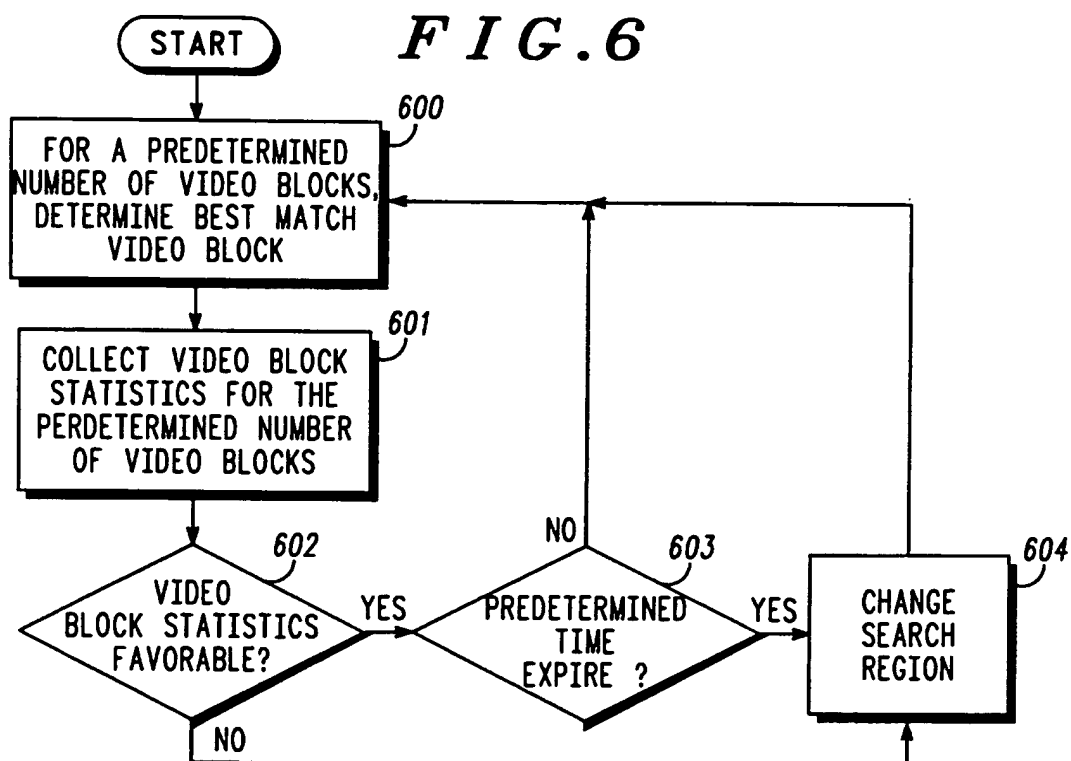 START
FIG.6
600
FOR A PREDETERMINED
NUMBER OF VIDEO BLOCKS,
DETERMINE BEST MATCH
VIDEO BLOCK
601
COLLECT VIDEO BLOCK
STATISTICS FOR THE
PERDETERMINED NUMBER
OF VIDEO BLOCKS
602
VIDEO
BLOCK STATISTICS
FAVORABLE?
YES
NO
603
NO
PREDETERMINED
TIME
EXPIRE ?
YES
604
CHANGE
SEARCH
REGION